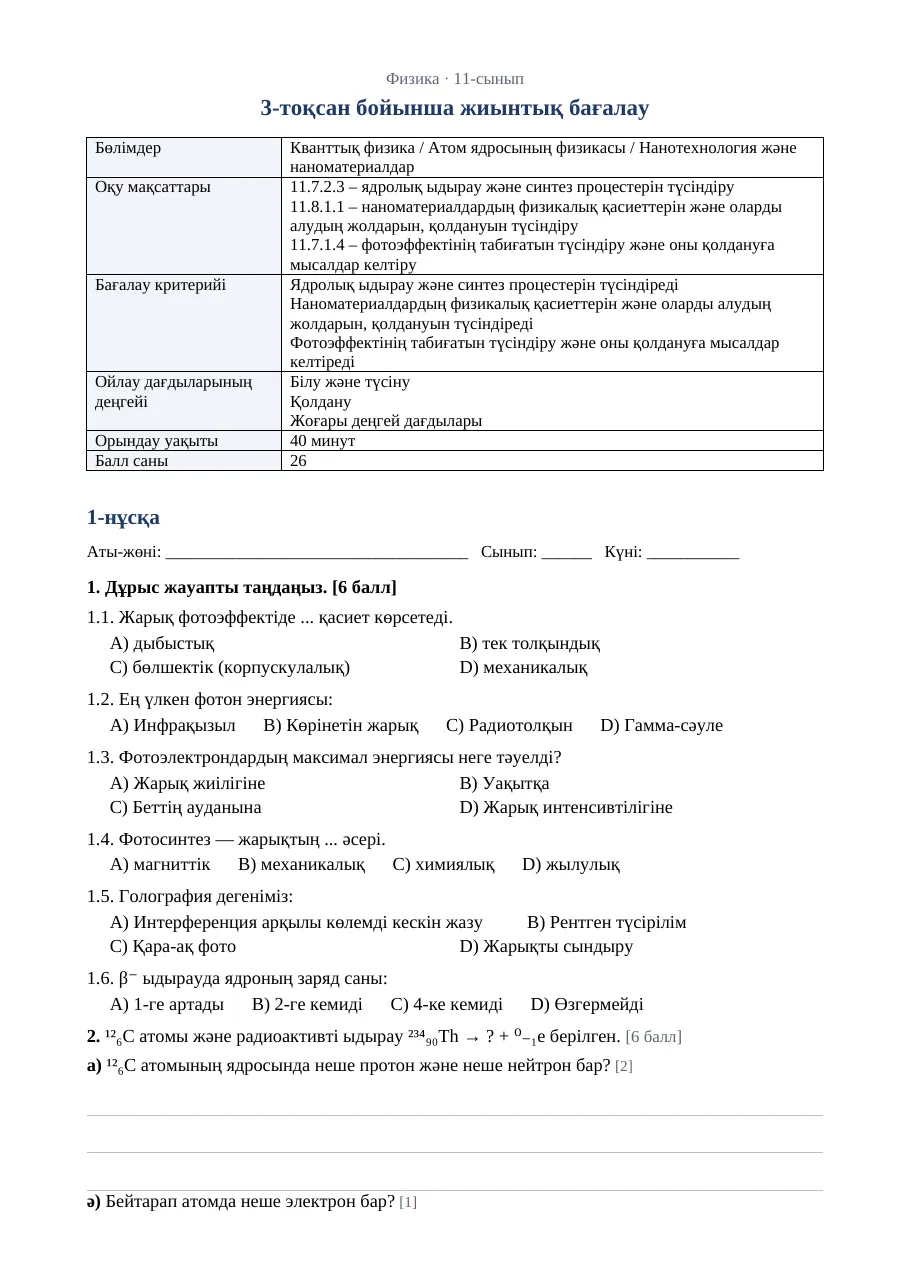 Физика · 11-сынып
3-тоқсан бойынша жиынтық бағалау
Бөлімдер
Кванттық физика / Атом ядросының физикасы / Нанотехнология және
наноматериалдар
Оқу мақсаттары
11.7.2.3 – ядролық ыдырау және синтез процестерін түсіндіру
11.8.1.1 – наноматериалдардың физикалық қасиеттерін және оларды
алудың жолдарын, қолдануын түсіндіру
11.7.1.4 – фотоэффектінің табиғатын түсіндіру және оны қолдануға
мысалдар келтіру
Бағалау критерийі
Ядролық ыдырау және синтез процестерін түсіндіреді
Наноматериалдардың физикалық қасиеттерін және оларды алудың
жолдарын, қолдануын түсіндіреді
Фотоэффектінің табиғатын түсіндіру және оны қолдануға мысалдар
келтіреді
Ойлау дағдыларының
деңгейі
Білу және түсіну
Қолдану
Жоғары деңгей дағдылары
Орындау уақыты
40 минут
Балл саны
26
1-нұсқа
Аты-жөні: ____________________________________ Сынып: ______ Күні: ___________
1. Дұрыс жауапты таңдаңыз. [6 балл]
1.1. Жарық фотоэффектіде ... қасиет көрсетеді.
A) дыбыстық B) тек толқындық
C) бөлшектік (корпускулалық) D) механикалық
1.2. Ең үлкен фотон энергиясы:
A) Инфрақызыл B) Көрінетін жарық C) Радиотолқын D) Гамма-сәуле
1.3. Фотоэлектрондардың максимал энергиясы неге тәуелді?
A) Жарық жиілігіне B) Уақытқа
C) Беттің ауданына D) Жарық интенсивтілігіне
1.4. Фотосинтез — жарықтың ... әсері.
A) магниттік B) механикалық C) химиялық D) жылулық
1.5. Голография дегеніміз:
A) Интерференция арқылы көлемді кескін жазу B) Рентген түсірілім
C) Қара-ақ фото D) Жарықты сындыру
1.6. β⁻ ыдырауда ядроның заряд саны:
A) 1-ге артады B) 2-ге кемиді C) 4-ке кемиді D) Өзгермейді
2. ¹²₆C атомы және радиоактивті ыдырау ²³⁴₉₀Th → ? + ⁰₋₁e берілген. [6 балл]
а) ¹²₆C атомының ядросында неше протон және неше нейтрон бар? [2]
ә) Бейтарап атомда неше электрон бар? [1]